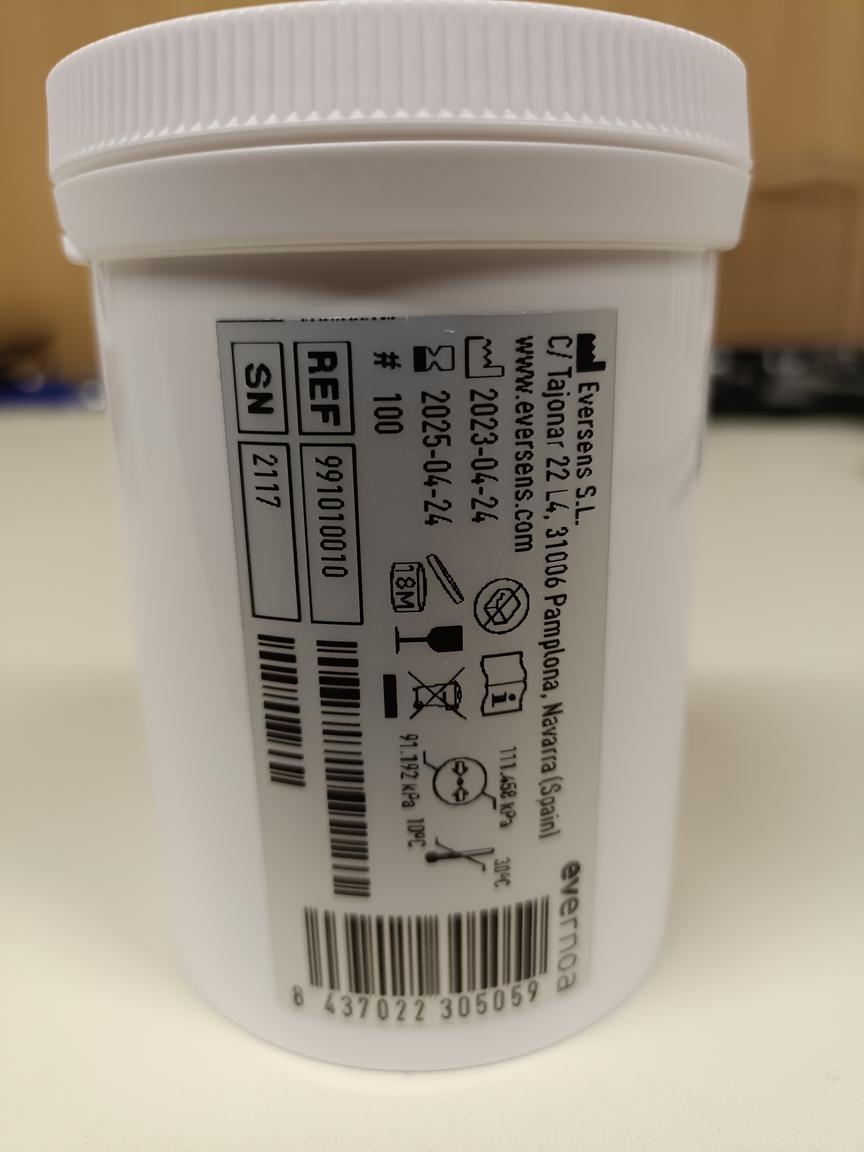 Eversens S.L.
C/ Tajonar 22 L4, 31006 Pamplona, Navarra (Spain)
www.eversens.com
2023-04-24
2025-04-24
# 100
REF 991010010
SN 2117
18M
i
111.458 kPa
91.192 kPa
30ºC
10ºC
evernoa
8 437022 305059